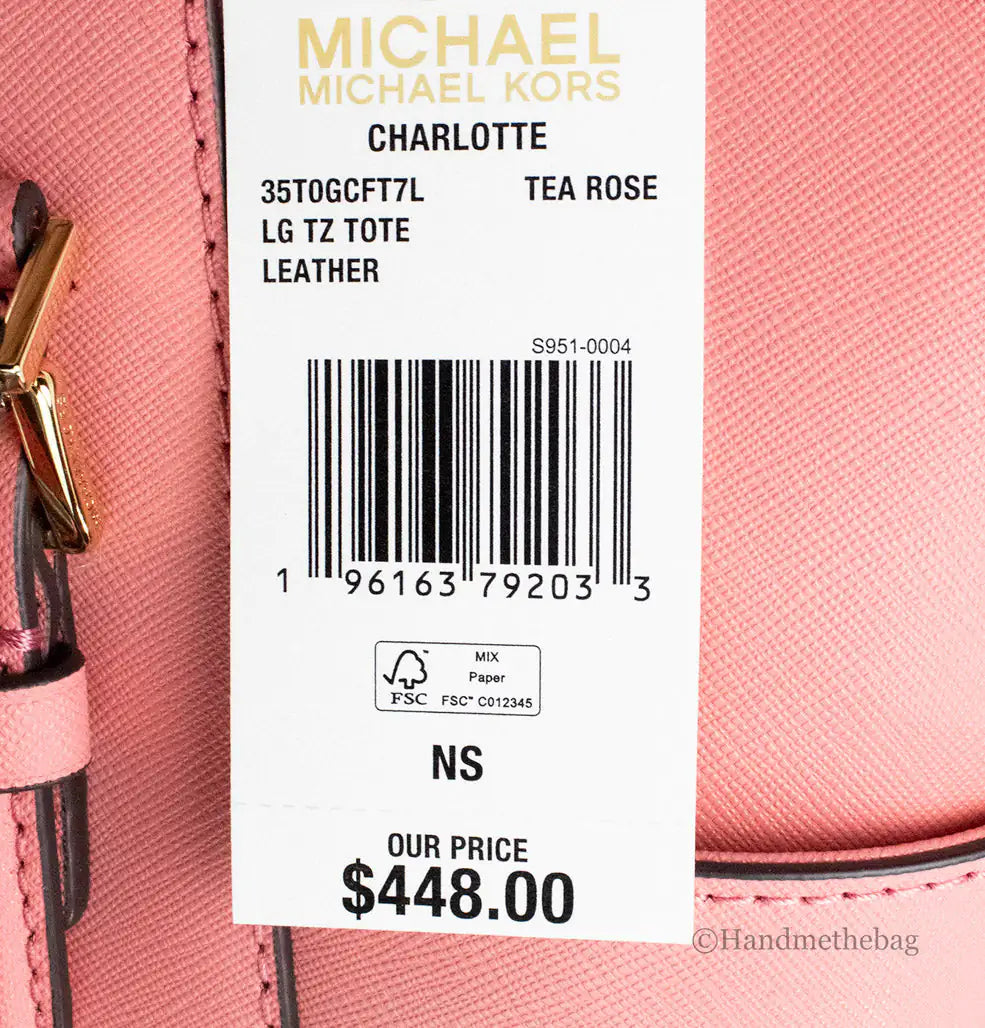 MICHAEL
MICHAEL KORS
CHARLOTTE
35T0GCFT7L TEA ROSE
LG TZ TOTE
LEATHER
S951-0004
1 96163 79203 3
MIX
Paper
FSC™ C012345
FSC
NS
OUR PRICE
$448.00
©Handmethebag